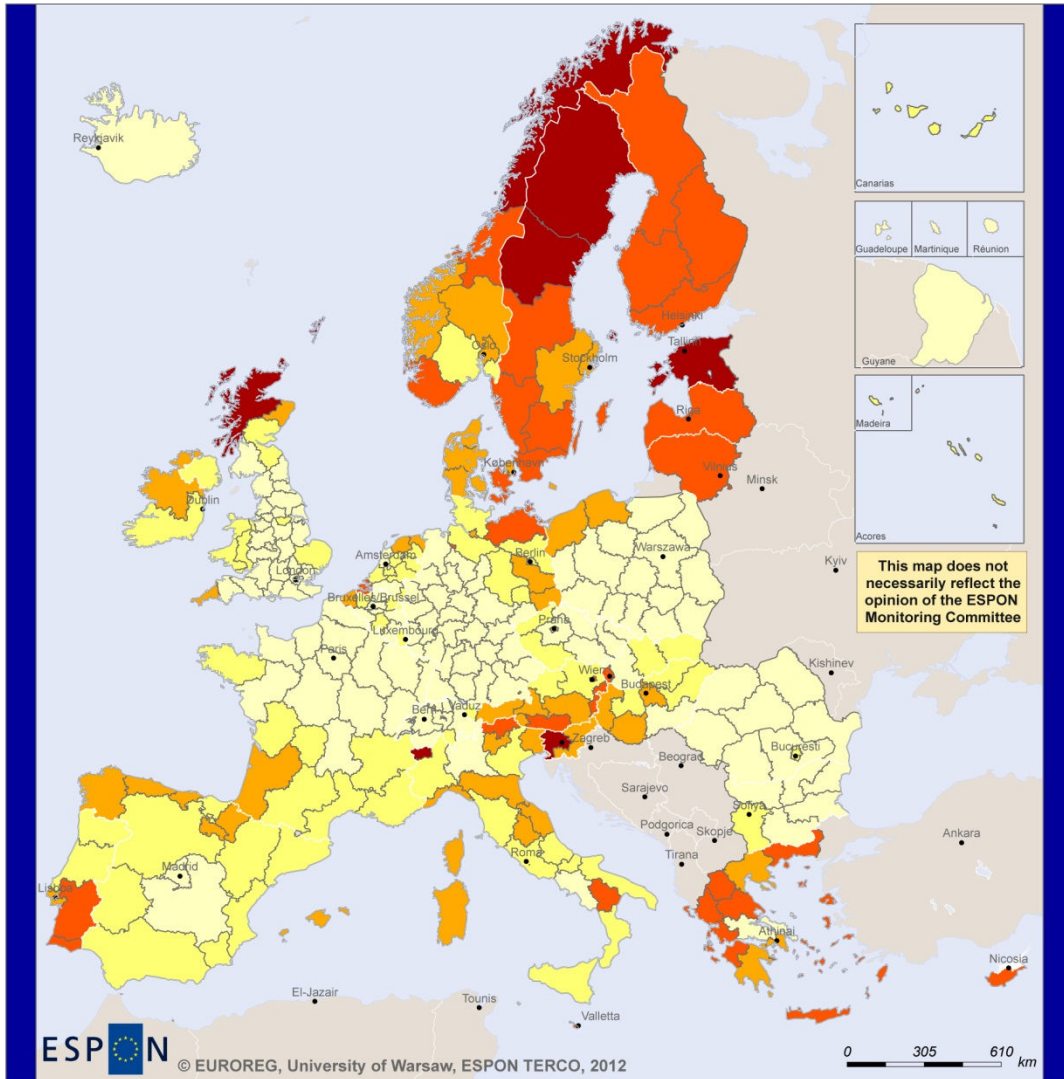 Reykjavik
Canarias
Guadeloupe
Martinique
Réunion
Guyane
Madeira
Acores
Helsinki
Tallinn
Oslo
Stockholm
Riga
København
Vilnius
Minsk
Dublin
Amsterdam
Berlin
Warszawa
London
Kyiv
This map does not
necessarily reflect the
opinion of the ESPON
Monitoring Committee
Bruxelles/Brussel
Praha
Luxembourg
Paris
Kishinev
Wien
Budapest
Bern
Vaduz
Zagreb
Bucuresti
Beograd
Sarajevo
Sofiya
Podgorica
Skopje
Ankara
Roma
Tirana
Madrid
Lisboa
Athinai
Nicosia
El-Jazair
Tounis
Valletta
ESPON
© EUROREG, University of Warsaw, ESPON TERCO, 2012
0 305 610
km